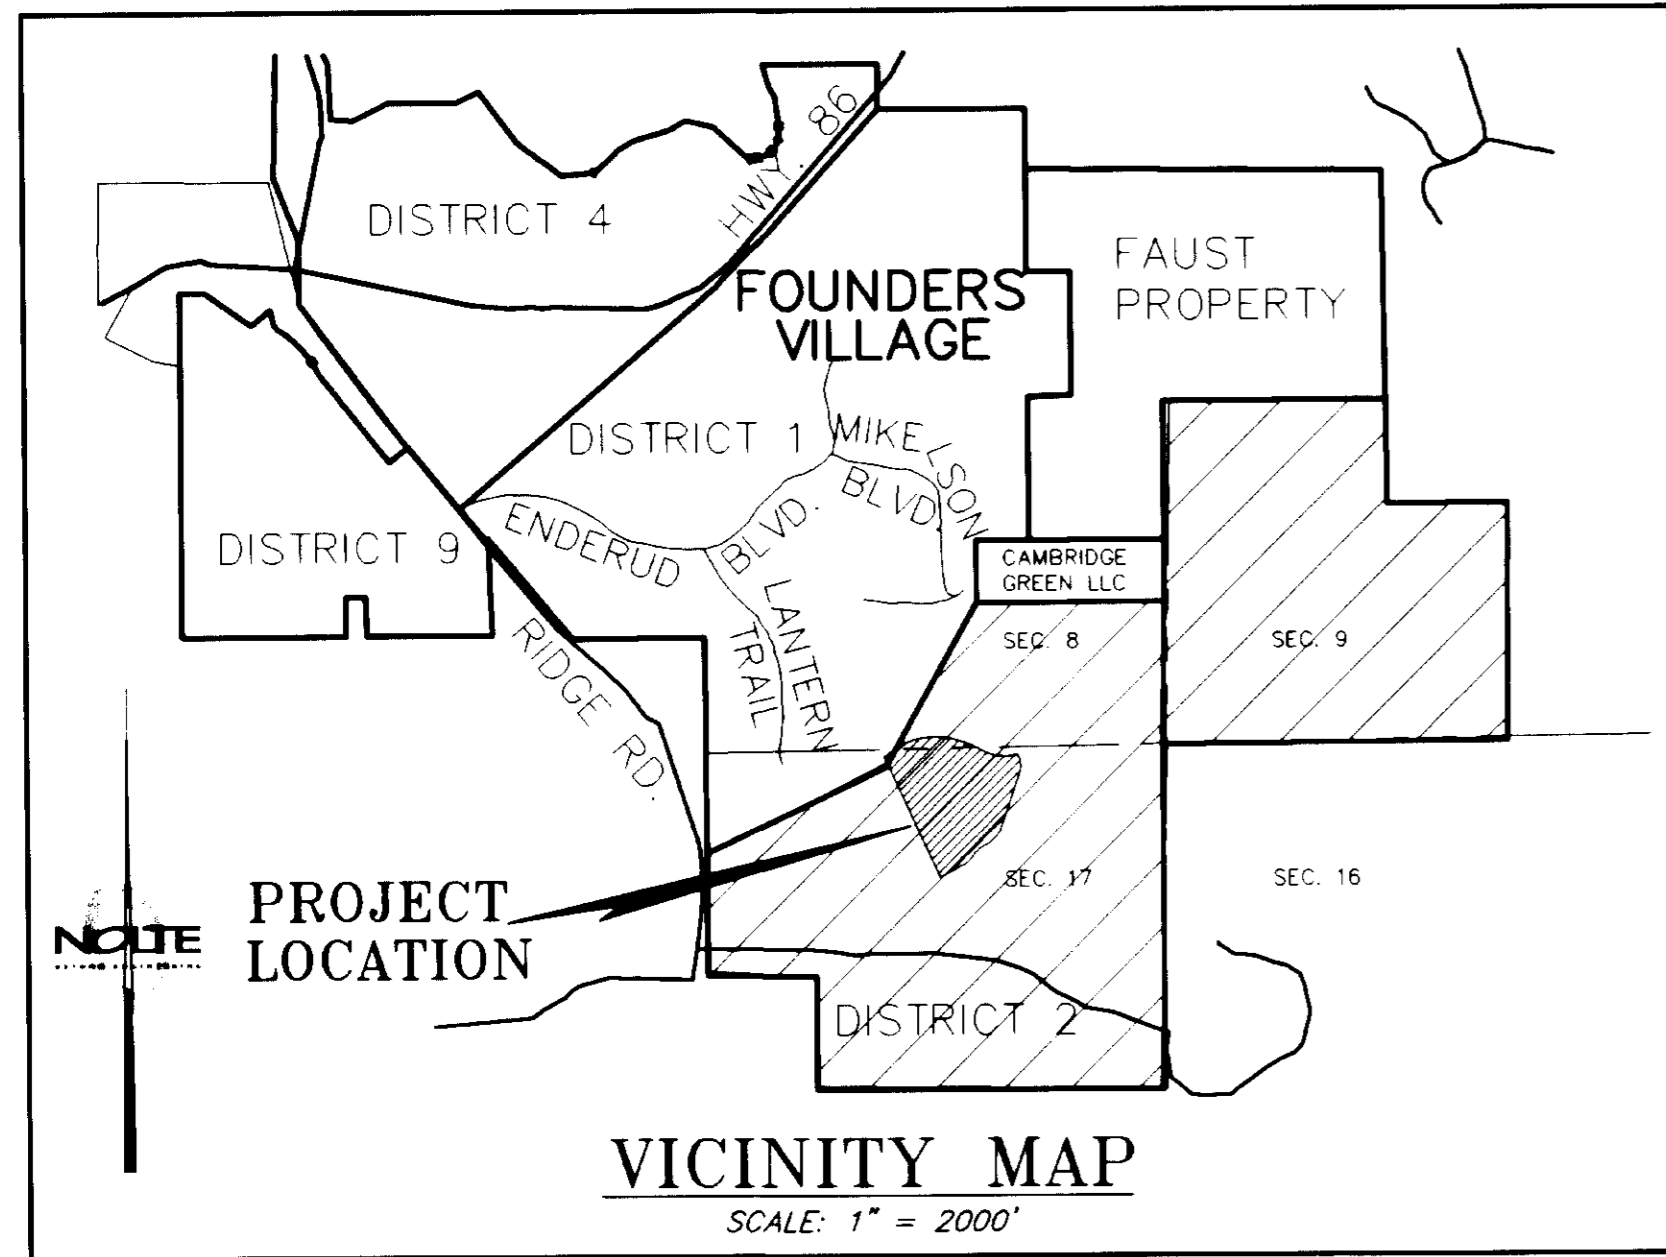 HWY. 86
DISTRICT 4
FAUST
PROPERTY
FOUNDERS
VILLAGE
DISTRICT 1
MIKELSON
BLVD.
ENDERUD
BLVD.
DISTRICT 9
CAMBRIDGE
GREEN LLC
LANTERN
TRAIL
SEC. 8
SEC. 9
RIDGE RD.
SEC. 17
SEC. 16
PROJECT
LOCATION
NOLTE
DISTRICT 2
VICINITY MAP
SCALE: 1" = 2000'